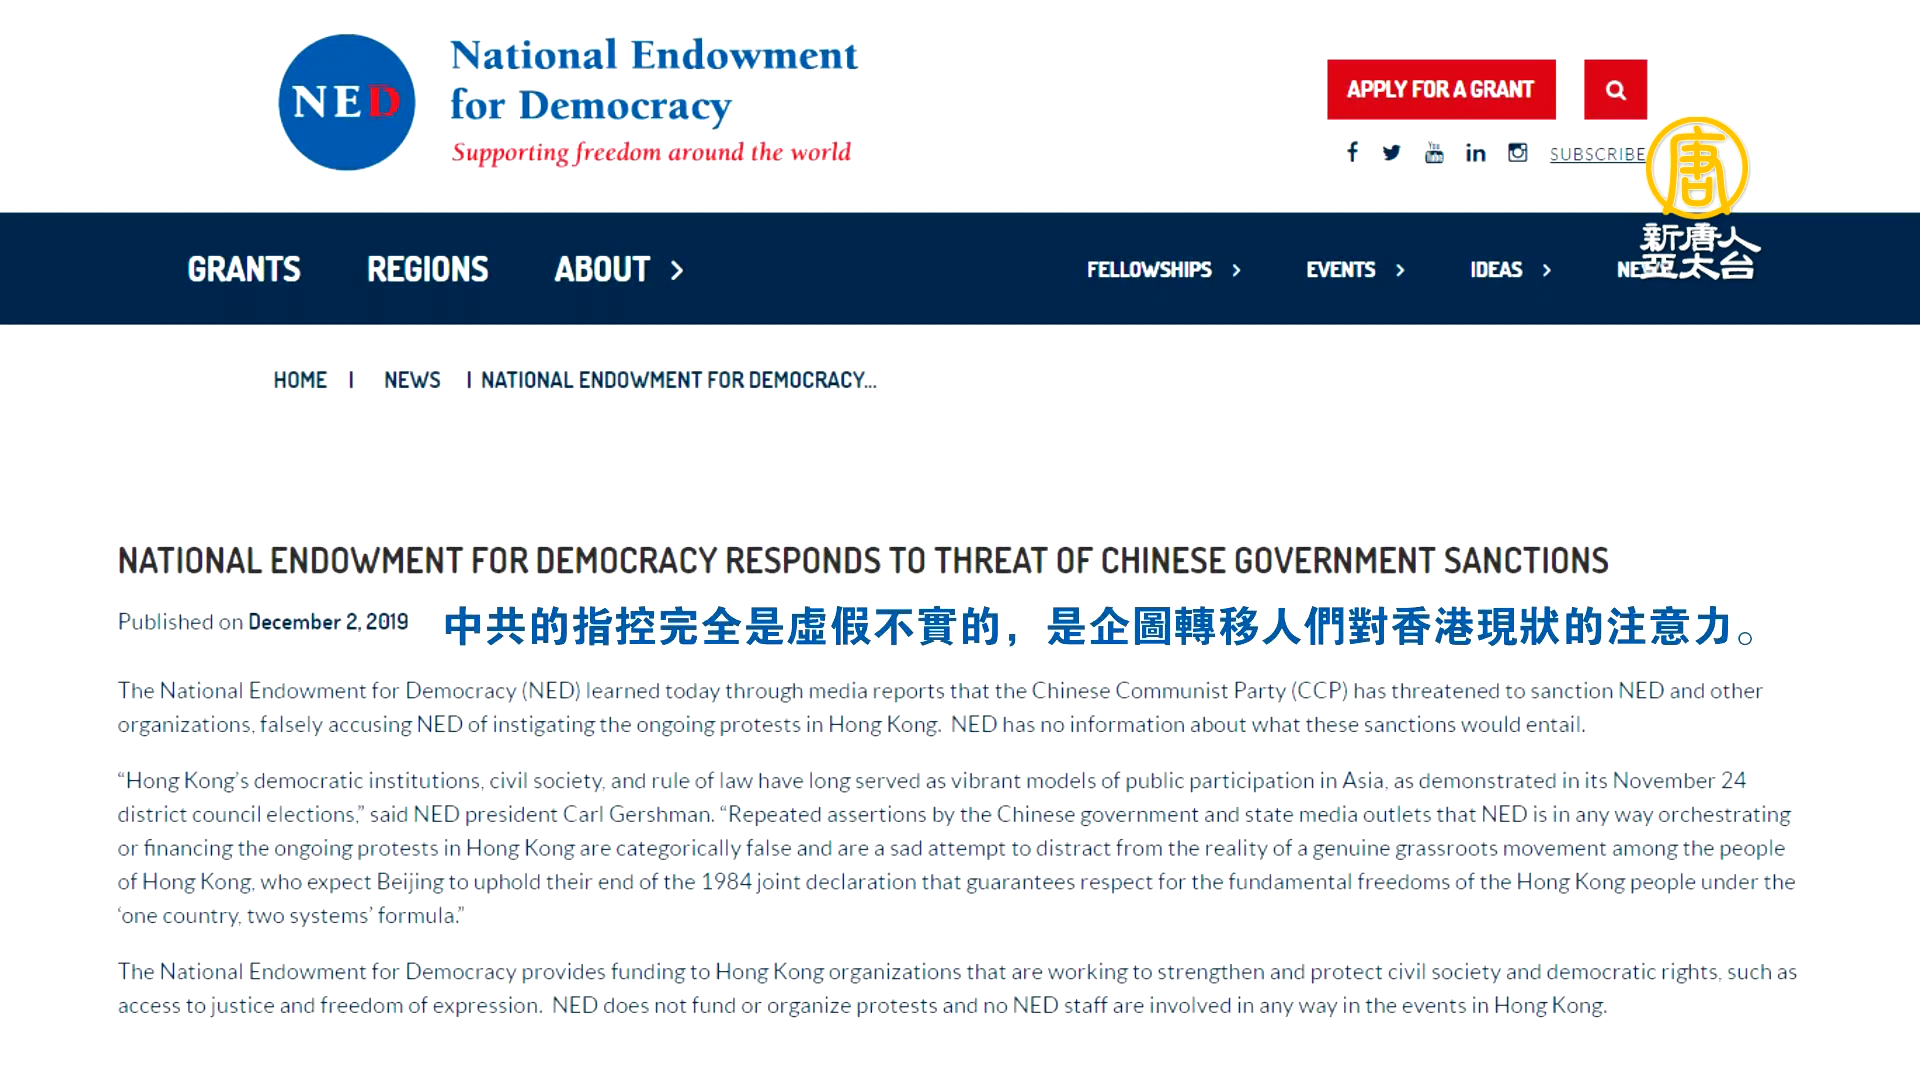 NED
National Endowment
for Democracy
Supporting freedom around the world
APPLY FOR A GRANT
f You Tube in SUBSCRIBE
唐
新唐人
亞太台
GRANTS REGIONS ABOUT >
FELLOWSHIPS > EVENTS > IDEAS >
HOME | NEWS | NATIONAL ENDOWMENT FOR DEMOCRACY...
NATIONAL ENDOWMENT FOR DEMOCRACY RESPONDS TO THREAT OF CHINESE GOVERNMENT SANCTIONS
Published on December 2, 2019
中共的指控完全是虛假不實的，是企圖轉移人們對香港現狀的注意力。
The National Endowment for Democracy (NED) learned today through media reports that the Chinese Communist Party (CCP) has threatened to sanction NED and other
organizations, falsely accusing NED of instigating the ongoing protests in Hong Kong. NED has no information about what these sanctions would entail.
“Hong Kong’s democratic institutions, civil society, and rule of law have long served as vibrant models of public participation in Asia, as demonstrated in its November 24
district council elections,” said NED president Carl Gershman. “Repeated assertions by the Chinese government and state media outlets that NED is in any way orchestrating
or financing the ongoing protests in Hong Kong are categorically false and are a sad attempt to distract from the reality of a genuine grassroots movement among the people
of Hong Kong, who expect Beijing to uphold their end of the 1984 joint declaration that guarantees respect for the fundamental freedoms of the Hong Kong people under the
‘one country, two systems’ formula.”
The National Endowment for Democracy provides funding to Hong Kong organizations that are working to strengthen and protect civil society and democratic rights, such as
access to justice and freedom of expression. NED does not fund or organize protests and no NED staff are involved in any way in the events in Hong Kong.